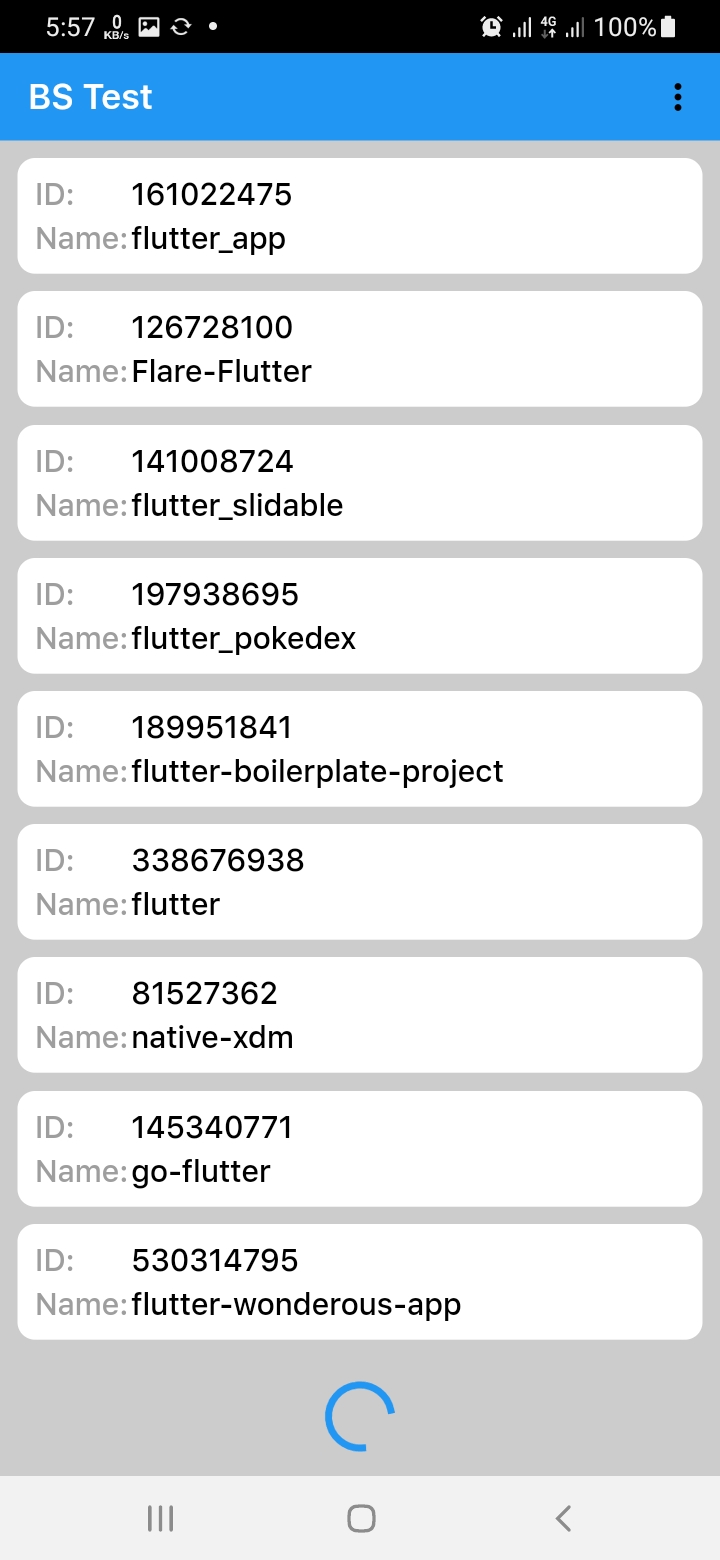 5:57 0 KB/s 4G 100%
BS Test
ID: 161022475
Name: flutter_app
ID: 126728100
Name: Flare-Flutter
ID: 141008724
Name: flutter_slidable
ID: 197938695
Name: flutter_pokedex
ID: 189951841
Name: flutter-boilerplate-project
ID: 338676938
Name: flutter
ID: 81527362
Name: native-xdm
ID: 145340771
Name: go-flutter
ID: 530314795
Name: flutter-wonderous-app